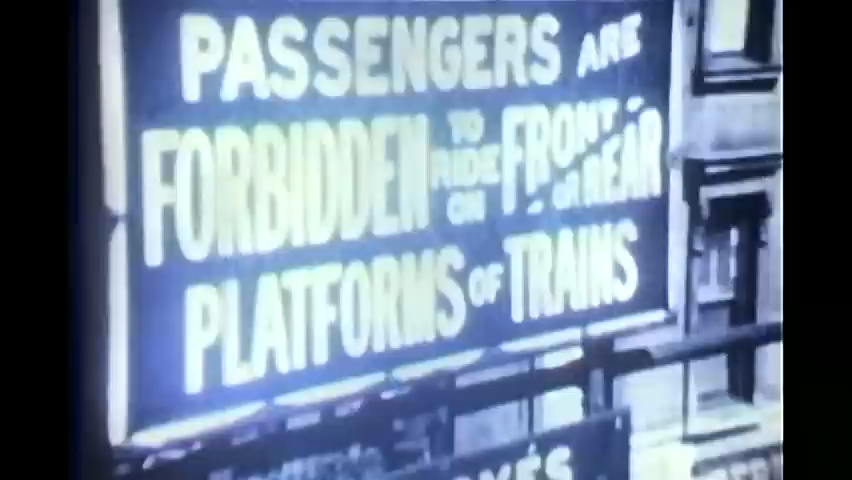 PASSENGERS ARE
FORBIDDEN TO RIDE ON FRONT OR REAR
PLATFORMS OF TRAINS